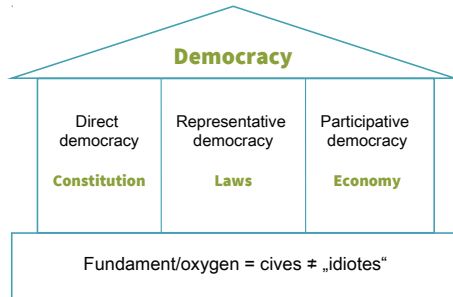 Democracy
Direct
democracy
Constitution
Representative
democracy
Laws
Participative
democracy
Economy
Fundament/oxygen = cives ≠ „idiotes“